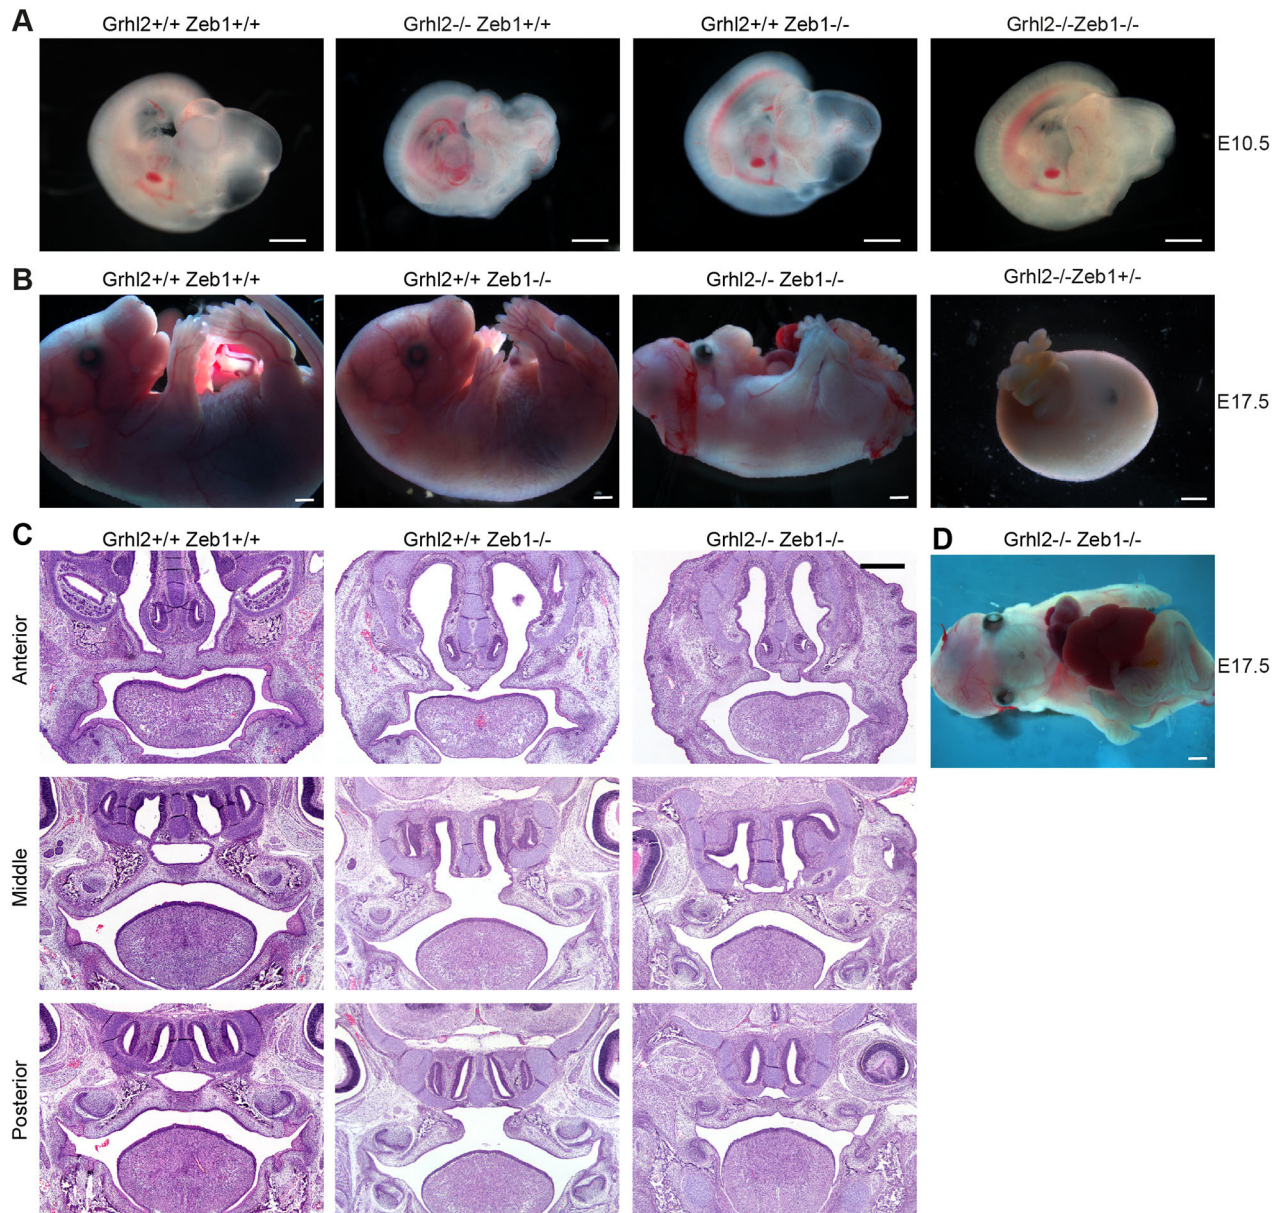 A
Grhl2+/+ Zeb1+/+
Grhl2-/- Zeb1+/+
Grhl2+/+ Zeb1-/-
Grhl2-/-Zeb1-/-
E10.5
B
Grhl2+/+ Zeb1+/+
Grhl2+/+ Zeb1-/-
Grhl2-/- Zeb1-/-
Grhl2-/-Zeb1+/-
E17.5
C
Grhl2+/+ Zeb1+/+
Grhl2+/+ Zeb1-/-
Grhl2-/- Zeb1-/-
D
Grhl2-/- Zeb1-/-
Anterior
E17.5
Middle
Posterior